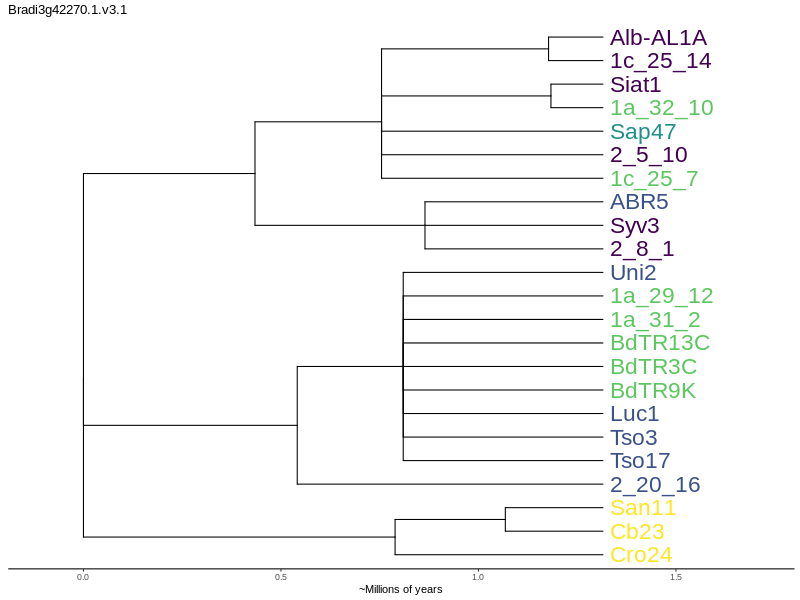 Bradi3g42270.1.v3.1
Alb-AL1A
1c_25_14
Siat1
1a_32_10
Sap47
2_5_10
1c_25_7
ABR5
Syv3
2_8_1
Uni2
1a_29_12
1a_31_2
BdTR13C
BdTR3C
BdTR9K
Luc1
Tso3
Tso17
2_20_16
San11
Cb23
Cro24
0.0 0.5 1.0 1.5
~Millions of years